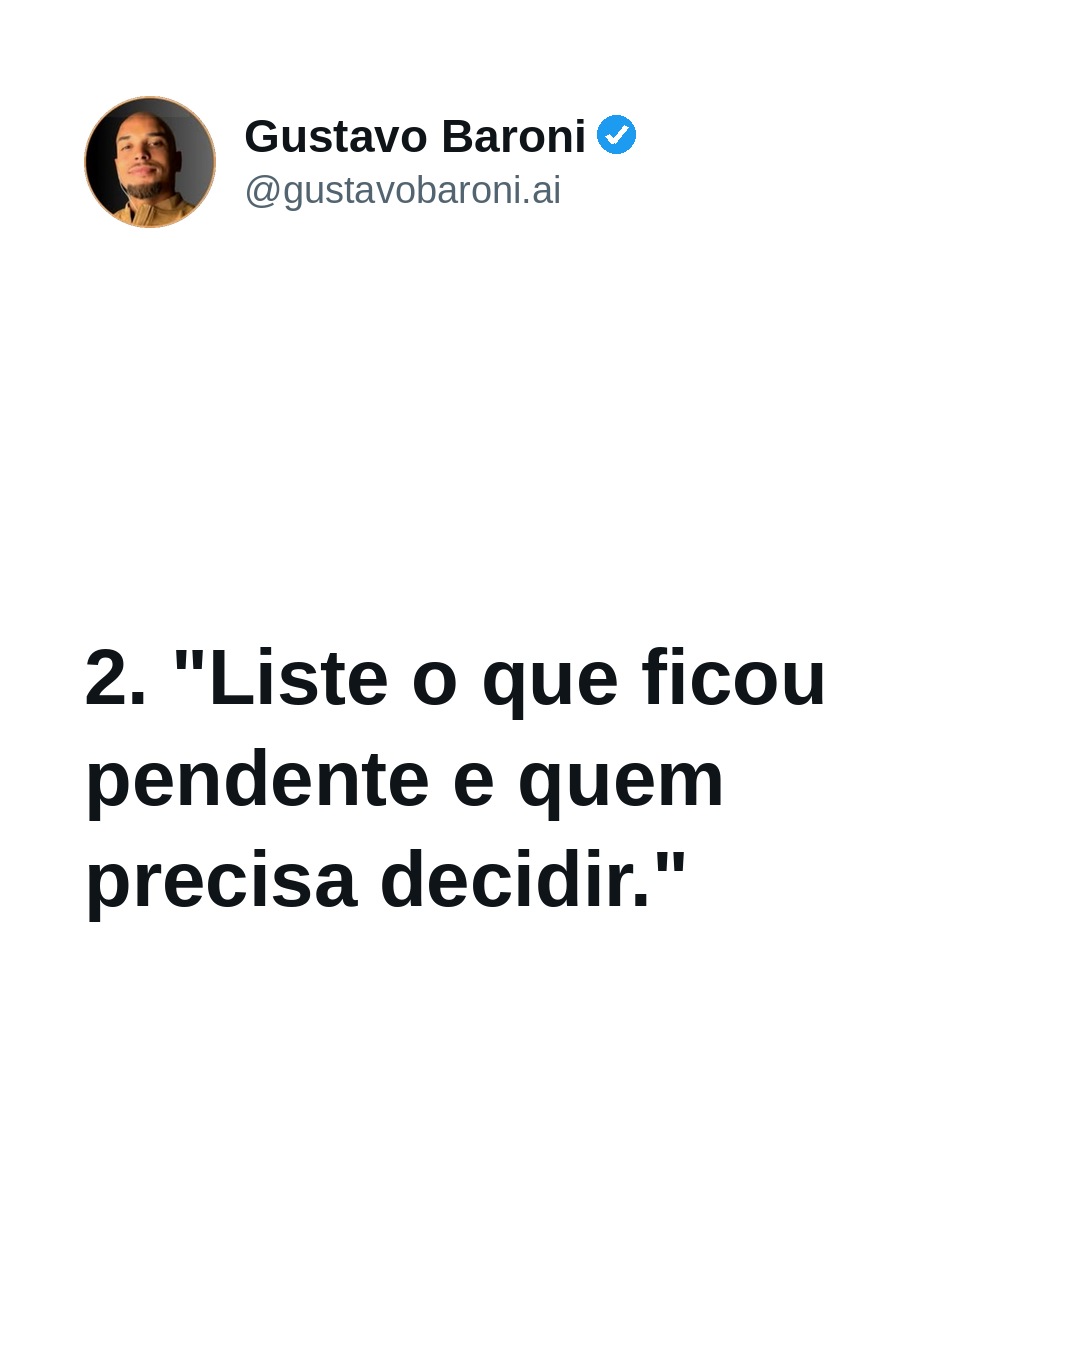 Gustavo Baroni
@gustavobaroni.ai
2. "Liste o que ficou
pendente e quem
precisa decidir."